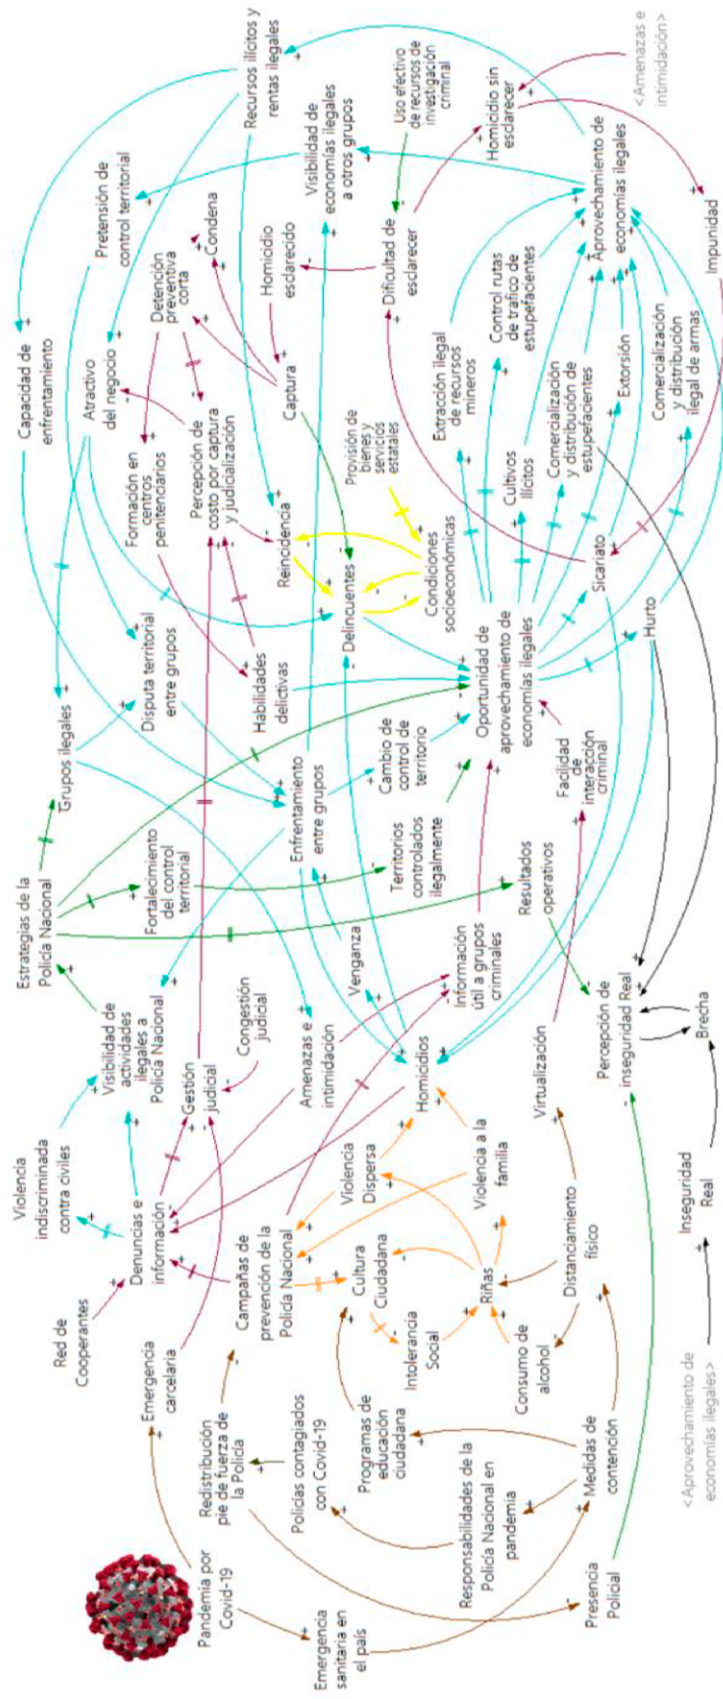 Pandemia por
Covid-19
Emergencia
sanitaria en
el país
Emergencia
carcelaria
Redistribución
pie de fuerza de
la Policía
Policías contagiados
con Covid-19
Responsabilidades de la
Policía Nacional en
pandemia
Presencia
Policial
Medidas de
contención
Programas de
educación
ciudadana
<Aprovechamiento de
economías ilegales>
Red de
Cooperantes
Violencia
indiscriminada
contra civiles
Denuncias e
información
Campañas de
prevención de la
Policía Nacional
Cultura
Ciudadana
Intolerancia
Social
Consumo de
alcohol
Riñas
Distanciamiento
físico
Inseguridad
Real
Brecha
Violencia
Dispersa
Violencia a la
familia
Virtualización
Percepción de
inseguridad Real
Visibilidad de
actividades
ilegales a
Policía Nacional
Gestión
judicial
Congestión
judicial
Amenazas e
intimidación
Homicidios
Venganza
Información
útil a grupos
criminales
Estrategias de la
Policía Nacional
Fortalecimiento
del control
territorial
Territorios
controlados
ilegalmente
Resultados
operativos
Facilidad
de
interacción
criminal
Grupos ilegales
Disputa territorial
entre grupos
Enfrentamiento
entre grupos
Cambio de
control de
territorio
Habilidades
delictivas
Oportunidad de
aprovechamiento de
economías ilegales
Delincuentes
Condiciones
socioeconómicas
Provisión de
bienes y
servicios
estatales
Reincidencia
Formación en
centros
penitenciarios
Percepción de
costo por captura
y judicialización
Capacidad de
enfrentamiento
Atractivo
del negocio
Detención
preventiva
corta
Condena
Captura
Homicidio
esclarecido
Dificultad de
esclarecer
Pretensión de
control territorial
Recursos ilícitos y
rentas ilegales
Visibilidad de
economías ilegales
a otros grupos
Uso efectivo
de recursos de
investigación
criminal
Homicidio sin
esclarecer
<Amenazas e
intimidación>
Impunidad
Extracción ilegal
de recursos
mineros
Control rutas
de tráfico de
estupefacientes
Cultivos
Ilícitos
Comercialización
y distribución de
estupefacientes
Extorsión
Comercialización
y distribución
ilegal de armas
Sicariato
Hurto
Aprovechamiento de
economías ilegales